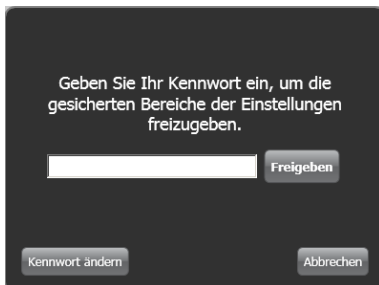 Geben Sie Ihr Kennwort ein, um die
gesicherten Bereiche der Einstellungen
freizugeben.
Freigeben
Kennwort ändern
Abbrechen